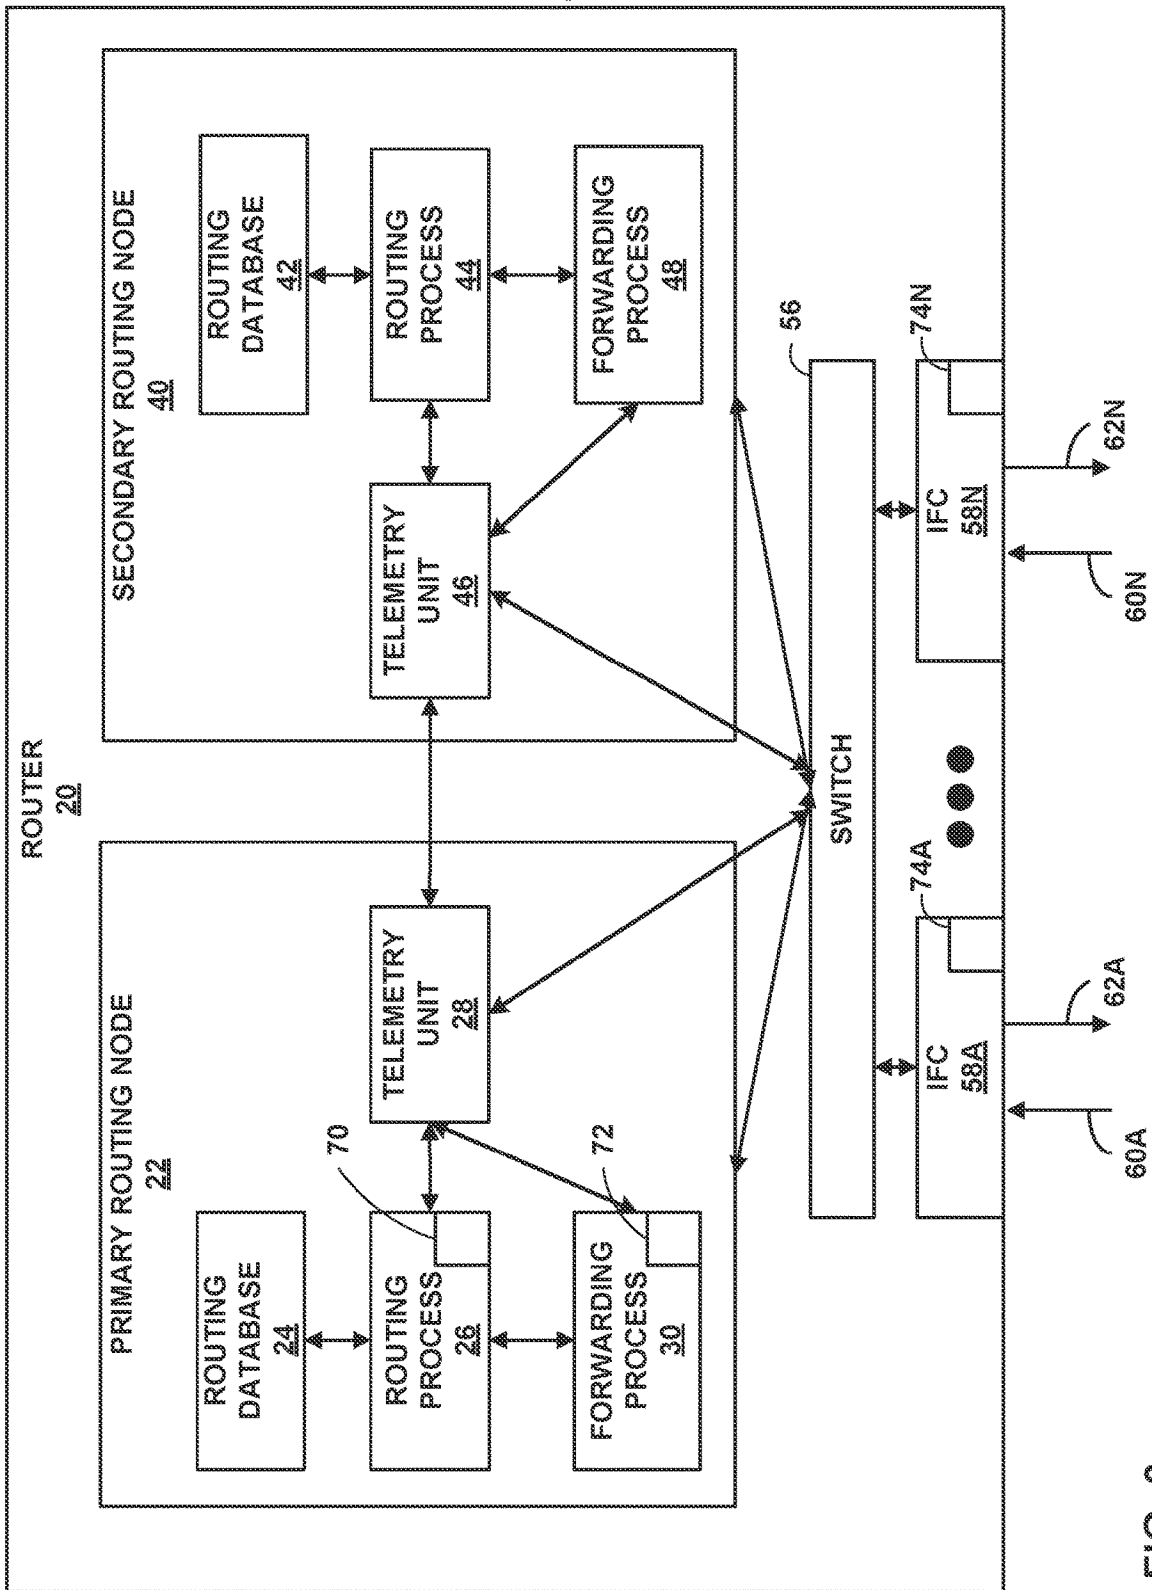 ROUTER
20
PRIMARY ROUTING NODE
22
ROUTING
DATABASE
24
ROUTING
PROCESS
26
70
FORWARDING
PROCESS
30
72
TELEMETRY
UNIT
28
SECONDARY ROUTING NODE
40
TELEMETRY
UNIT
46
ROUTING
DATABASE
42
ROUTING
PROCESS
44
FORWARDING
PROCESS
48
SWITCH
56
IFC
58A
74A
60A
62A
IFC
58N
74N
60N
62N
FIG.